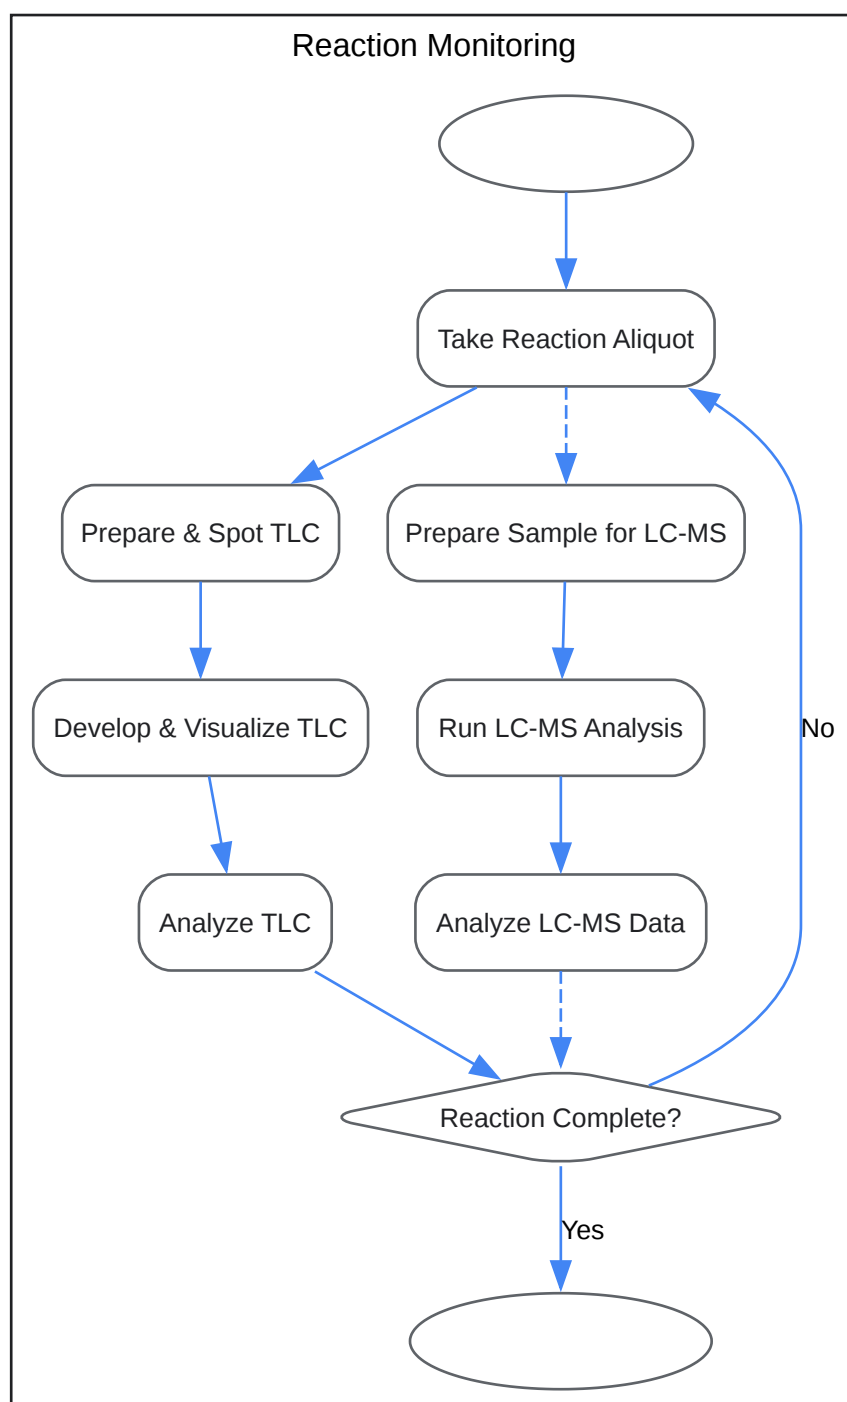 Reaction Monitoring
Take Reaction Aliquot
Prepare & Spot TLC
Prepare Sample for LC-MS
Develop & Visualize TLC
Run LC-MS Analysis
No
Analyze TLC
Analyze LC-MS Data
Reaction Complete?
Yes